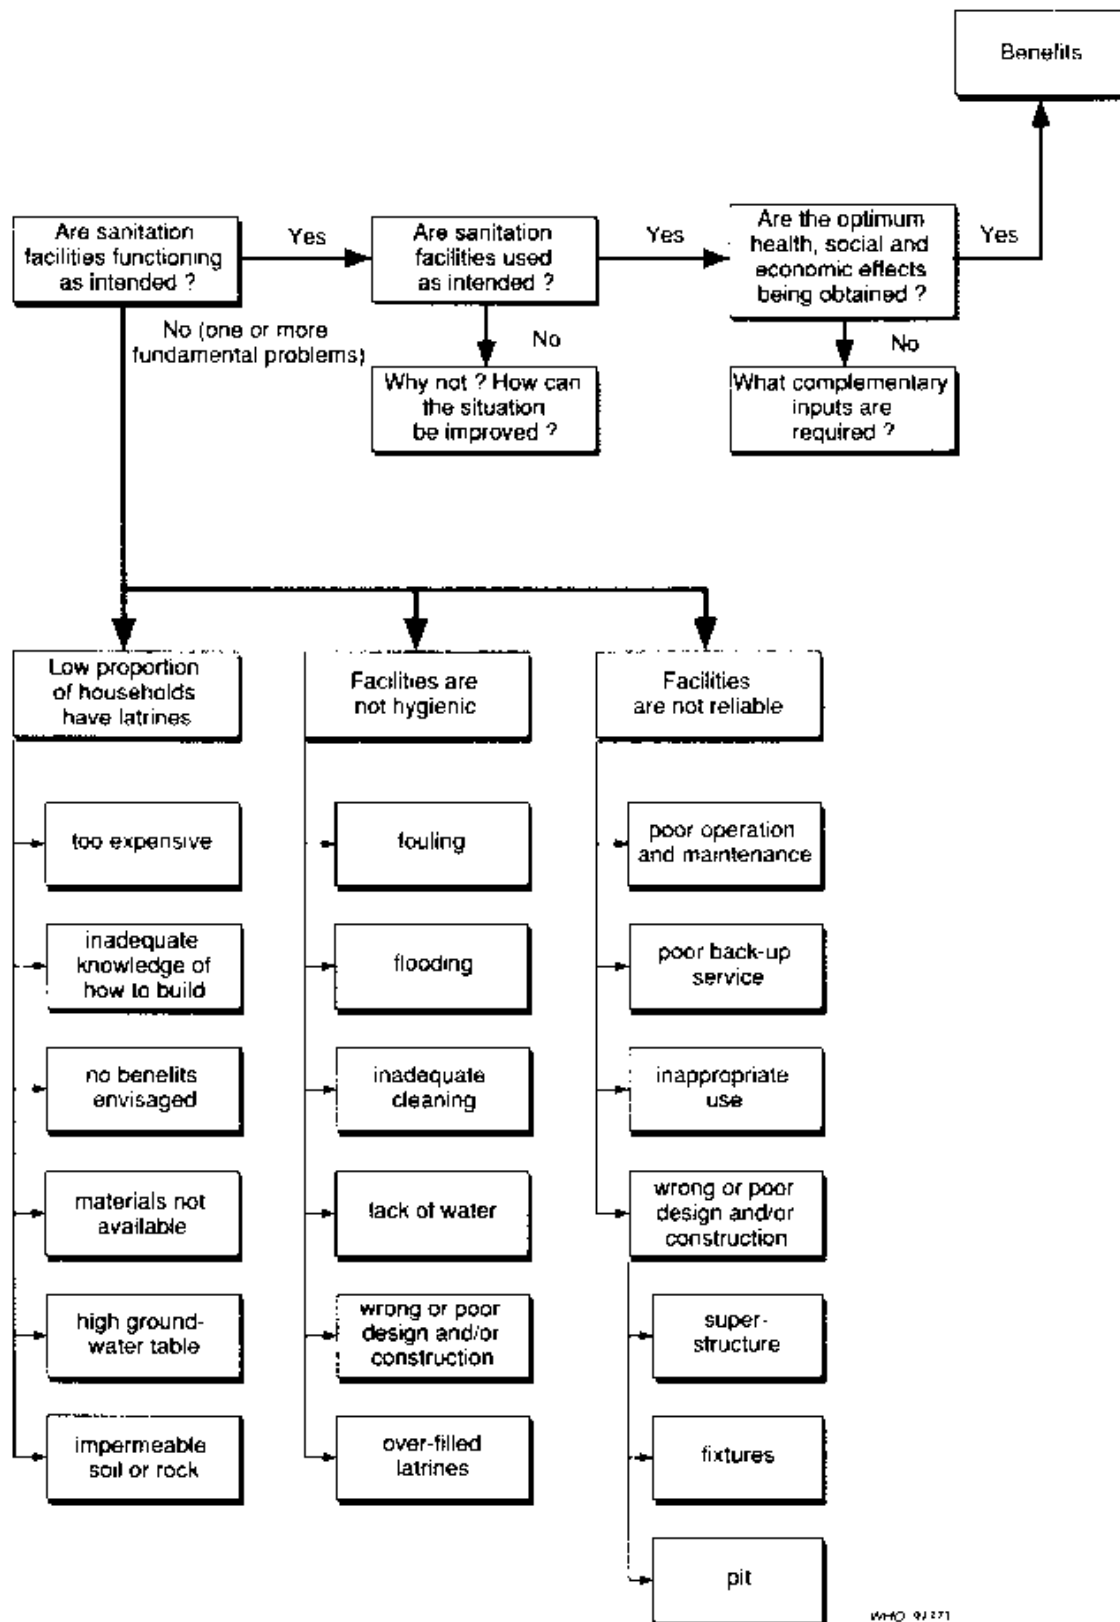 Benefits
Are sanitation
facilities functioning
as intended ?
Yes
Are sanitation
facilities used
as intended ?
Yes
Are the optimum
health, social and
economic effects
being obtained ?
Yes
No (one or more
fundamental problems)
No
Why not ? How can
the situation
be improved ?
No
What complementary
inputs are
required ?
Low proportion
of households
have latrines
Facilities are
not hygienic
Facilities
are not reliable
too expensive
inadequate
knowledge of
how to build
no benefits
envisaged
materials not
available
high ground-
water table
impermeable
soil or rock
fouling
flooding
inadequate
cleaning
lack of water
wrong or poor
design and/or
construction
over-filled
latrines
poor operation
and maintenance
poor back-up
service
inappropriate
use
wrong or poor
design and/or
construction
super-
structure
fixtures
pit
WHO